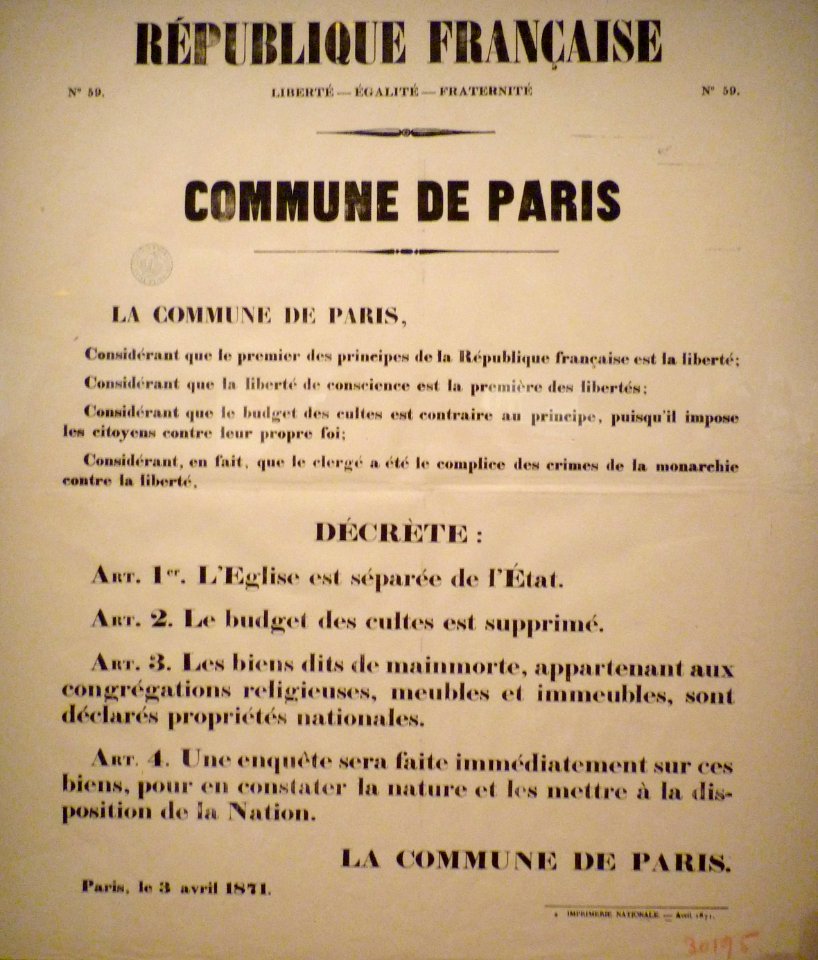 RÉPUBLIQUE FRANÇAISE
N° 59. LIBERTÉ — ÉGALITÉ — FRATERNITÉ N° 59.
COMMUNE DE PARIS
LA COMMUNE DE PARIS,
Considérant que le premier des principes de la République française est la liberté;
Considérant que la liberté de conscience est la première des libertés;
Considérant que le budget des cultes est contraire au principe, puisqu'il impose
les citoyens contre leur propre foi;
Considérant, en fait, que le clergé a été le complice des crimes de la monarchie
contre la liberté,
DÉCRÈTE :
ART. 1er. L'Eglise est séparée de l'État.
ART. 2. Le budget des cultes est supprimé.
ART. 3. Les biens dits de mainmorte, appartenant aux
congrégations religieuses, meubles et immeubles, sont
déclarés propriétés nationales.
ART. 4. Une enquête sera faite immédiatement sur ces
biens, pour en constater la nature et les mettre à la dis-
position de la Nation.
LA COMMUNE DE PARIS.
Paris, le 3 avril 1871.
IMPRIMERIE NATIONALE. — Avril 1871.
30195